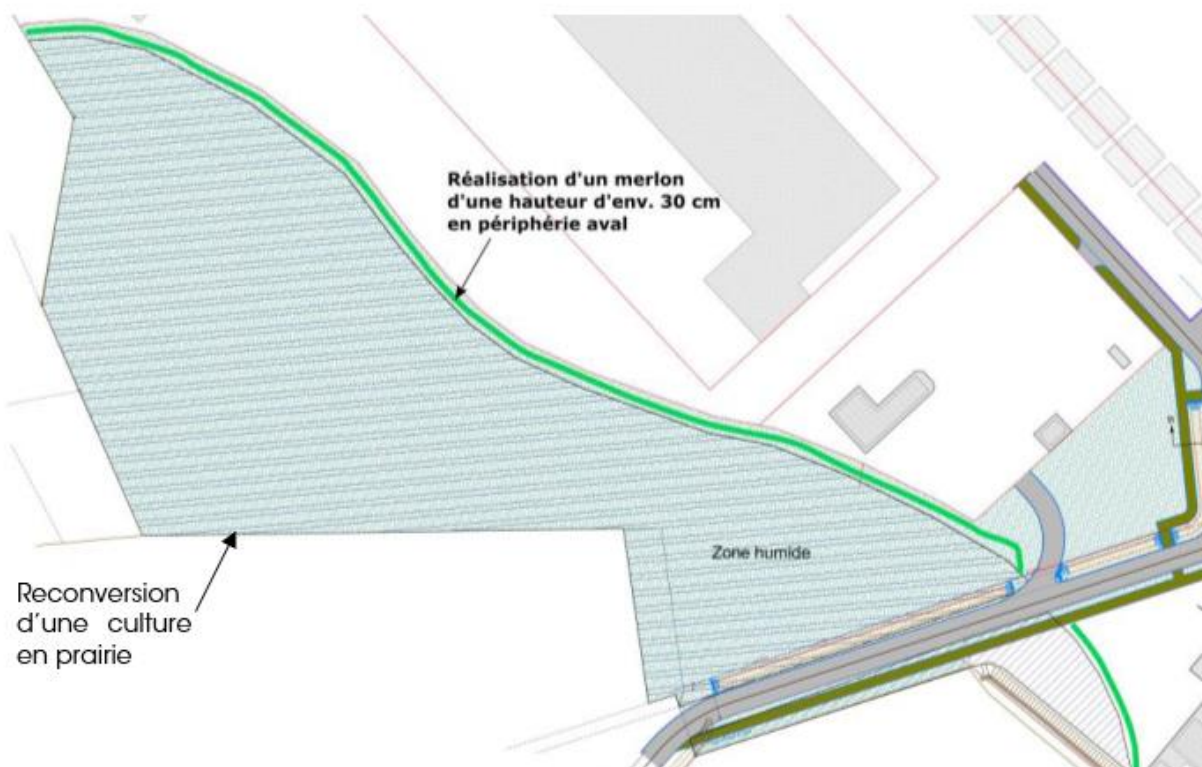 Réalisation d'un merlon
d'une hauteur d'env. 30 cm
en périphérie aval
Zone humide
Reconversion
d'une culture
en prairie